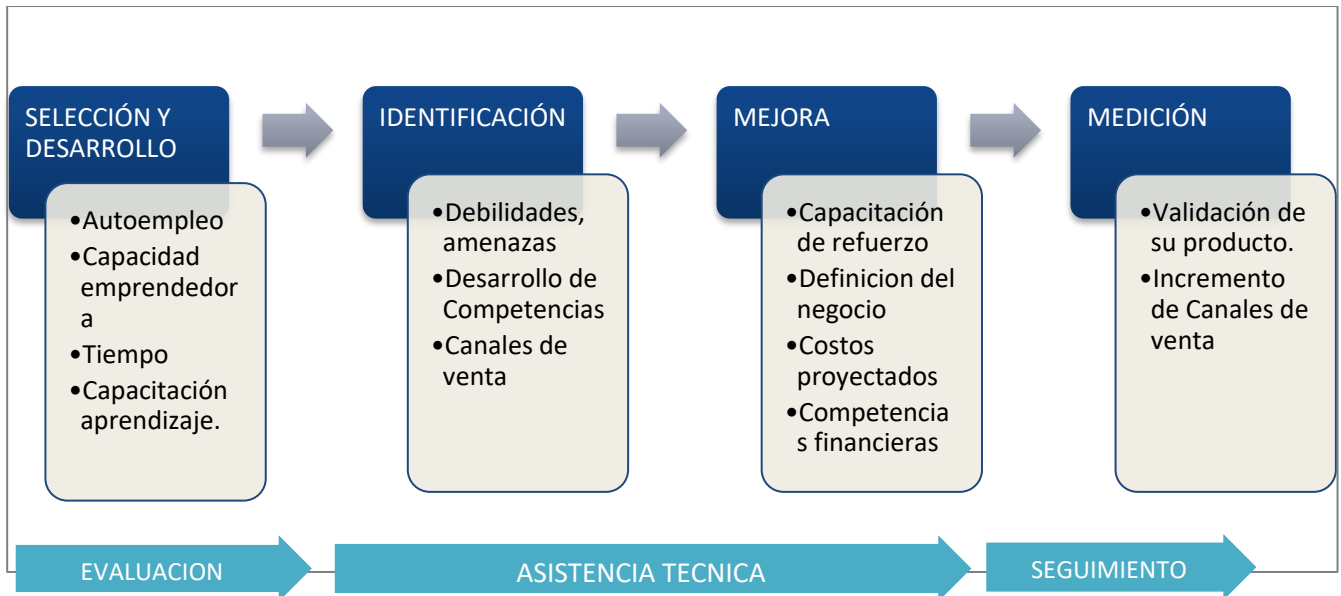 SELECCIÓN Y
DESARROLLO
•Autoempleo
•Capacidad
emprendedor
a
•Tiempo
•Capacitación
aprendizaje.
IDENTIFICACIÓN
•Debilidades,
amenazas
•Desarrollo de
Competencias
•Canales de
venta
MEJORA
•Capacitación
de refuerzo
•Definicion del
negocio
•Costos
proyectados
•Competencia
s financieras
MEDICIÓN
•Validación de
su producto.
•Incremento
de Canales de
venta
EVALUACION
ASISTENCIA TECNICA
SEGUIMIENTO